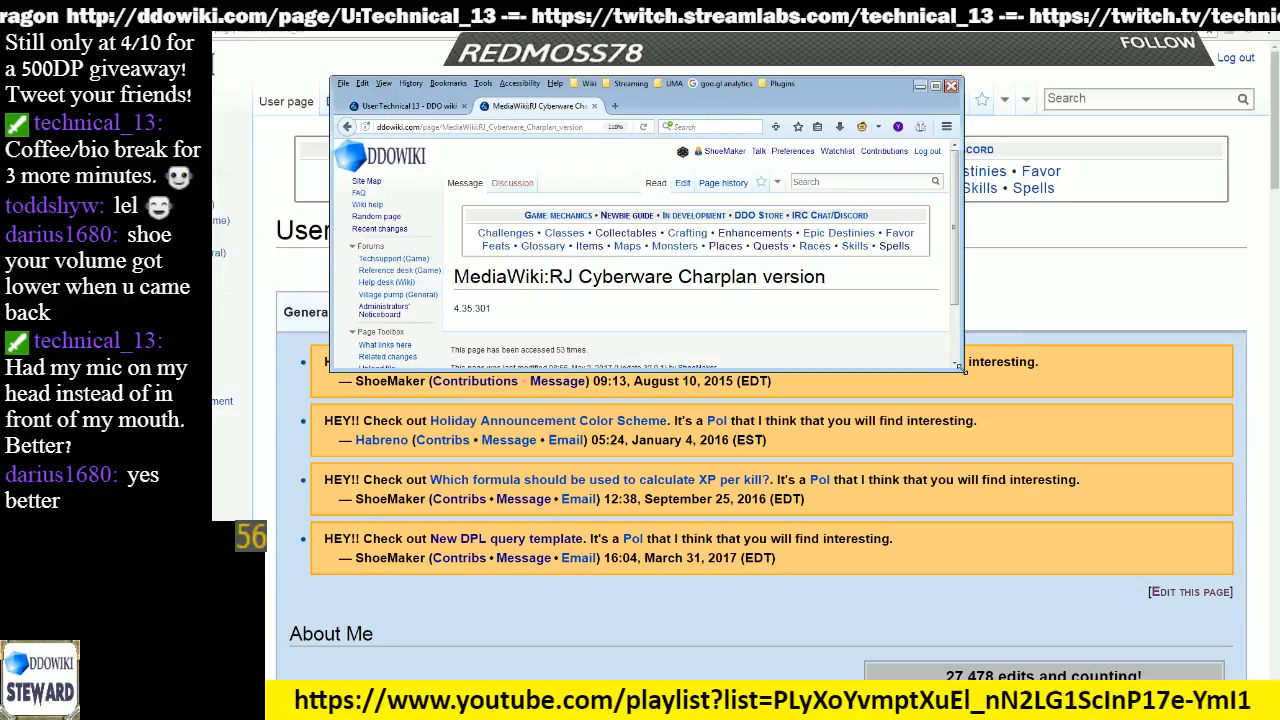 ragon http://ddowiki.com/page/U:Technical_13 -=- https://twitch.streamlabs.com/technical_13 -=- https://twitch.tv/techni
Still only at 4/10 for
a 500DP giveaway!
Tweet your friends!
technical_13:
Coffee/bio break for
3 more minutes.
toddshyw: lel
darius1680: shoe
your volume got
lower when u came
back
technical_13:
Had my mic on my
head instead of in
front of my mouth.
Better?
darius1680: yes
better
56
DDOWIKI
STEWARD
REDMOSS78
FOLLOW
Log out
User page
Search
File Edit View History Bookmarks Tools Accessibility Help Wiki Streaming UMA goo.gl analytics Plugins
User:Technical 13 - DDO wiki
MediaWiki:RJ Cyberware Cha
ddowiki.com/page/MediaWiki:RJ_Cyberware_Charplan_version
110%
Search
DDOWIKI
ShoeMaker Talk Preferences Watchlist Contributions Log out
Site Map
FAQ
Wiki help
Random page
Recent changes
Forums
Techsupport (Game)
Reference desk (Game)
Help desk (Wiki)
Village pump (General)
Administrators'
Noticeboard
Page Toolbox
What links here
Related changes
Message Discussion
Read Edit Page history
Search
Game mechanics • Newbie guide • In development • DDO Store • IRC Chat/Discord
Challenges • Classes • Collectables • Crafting • Enhancements • Epic Destinies • Favor
Feats • Glossary • Items • Maps • Monsters • Places • Quests • Races • Skills • Spells
MediaWiki:RJ Cyberware Charplan version
4.35.301
This page has been accessed 53 times.
cord
stinies • Favor
Skills • Spells
User
al)
ment
Genera
interesting.
— ShoeMaker (Contributions • Message) 09:13, August 10, 2015 (EDT)
HEY!! Check out Holiday Announcement Color Scheme. It's a Pol that I think that you will find interesting.
— Habreno (Contribs • Message • Email) 05:24, January 4, 2016 (EST)
HEY!! Check out Which formula should be used to calculate XP per kill?. It's a Pol that I think that you will find interesting.
— ShoeMaker (Contribs • Message • Email) 12:38, September 25, 2016 (EDT)
HEY!! Check out New DPL query template. It's a Pol that I think that you will find interesting.
— ShoeMaker (Contribs • Message • Email) 16:04, March 31, 2017 (EDT)
[Edit this page]
About Me
27,478 edits and counting!
https://www.youtube.com/playlist?list=PLyXoYvmptXuEl_nN2LG1ScInP17e-YmI1